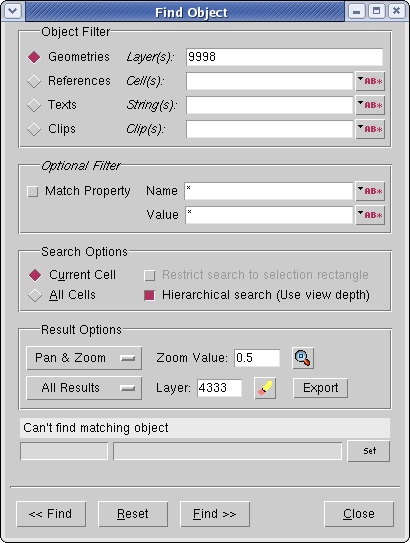 Find Object
Object Filter
Geometries Layer(s): 9998
References Cell(s): AB*
Texts String(s): AB*
Clips Clip(s): AB*
Optional Filter
Match Property Name * AB*
Value * AB*
Search Options
Current Cell Restrict search to selection rectangle
All Cells Hierarchical search (Use view depth)
Result Options
Pan & Zoom Zoom Value: 0.5
All Results Layer: 4333 Export
Can't find matching object
Set
<< Find Reset Find >> Close